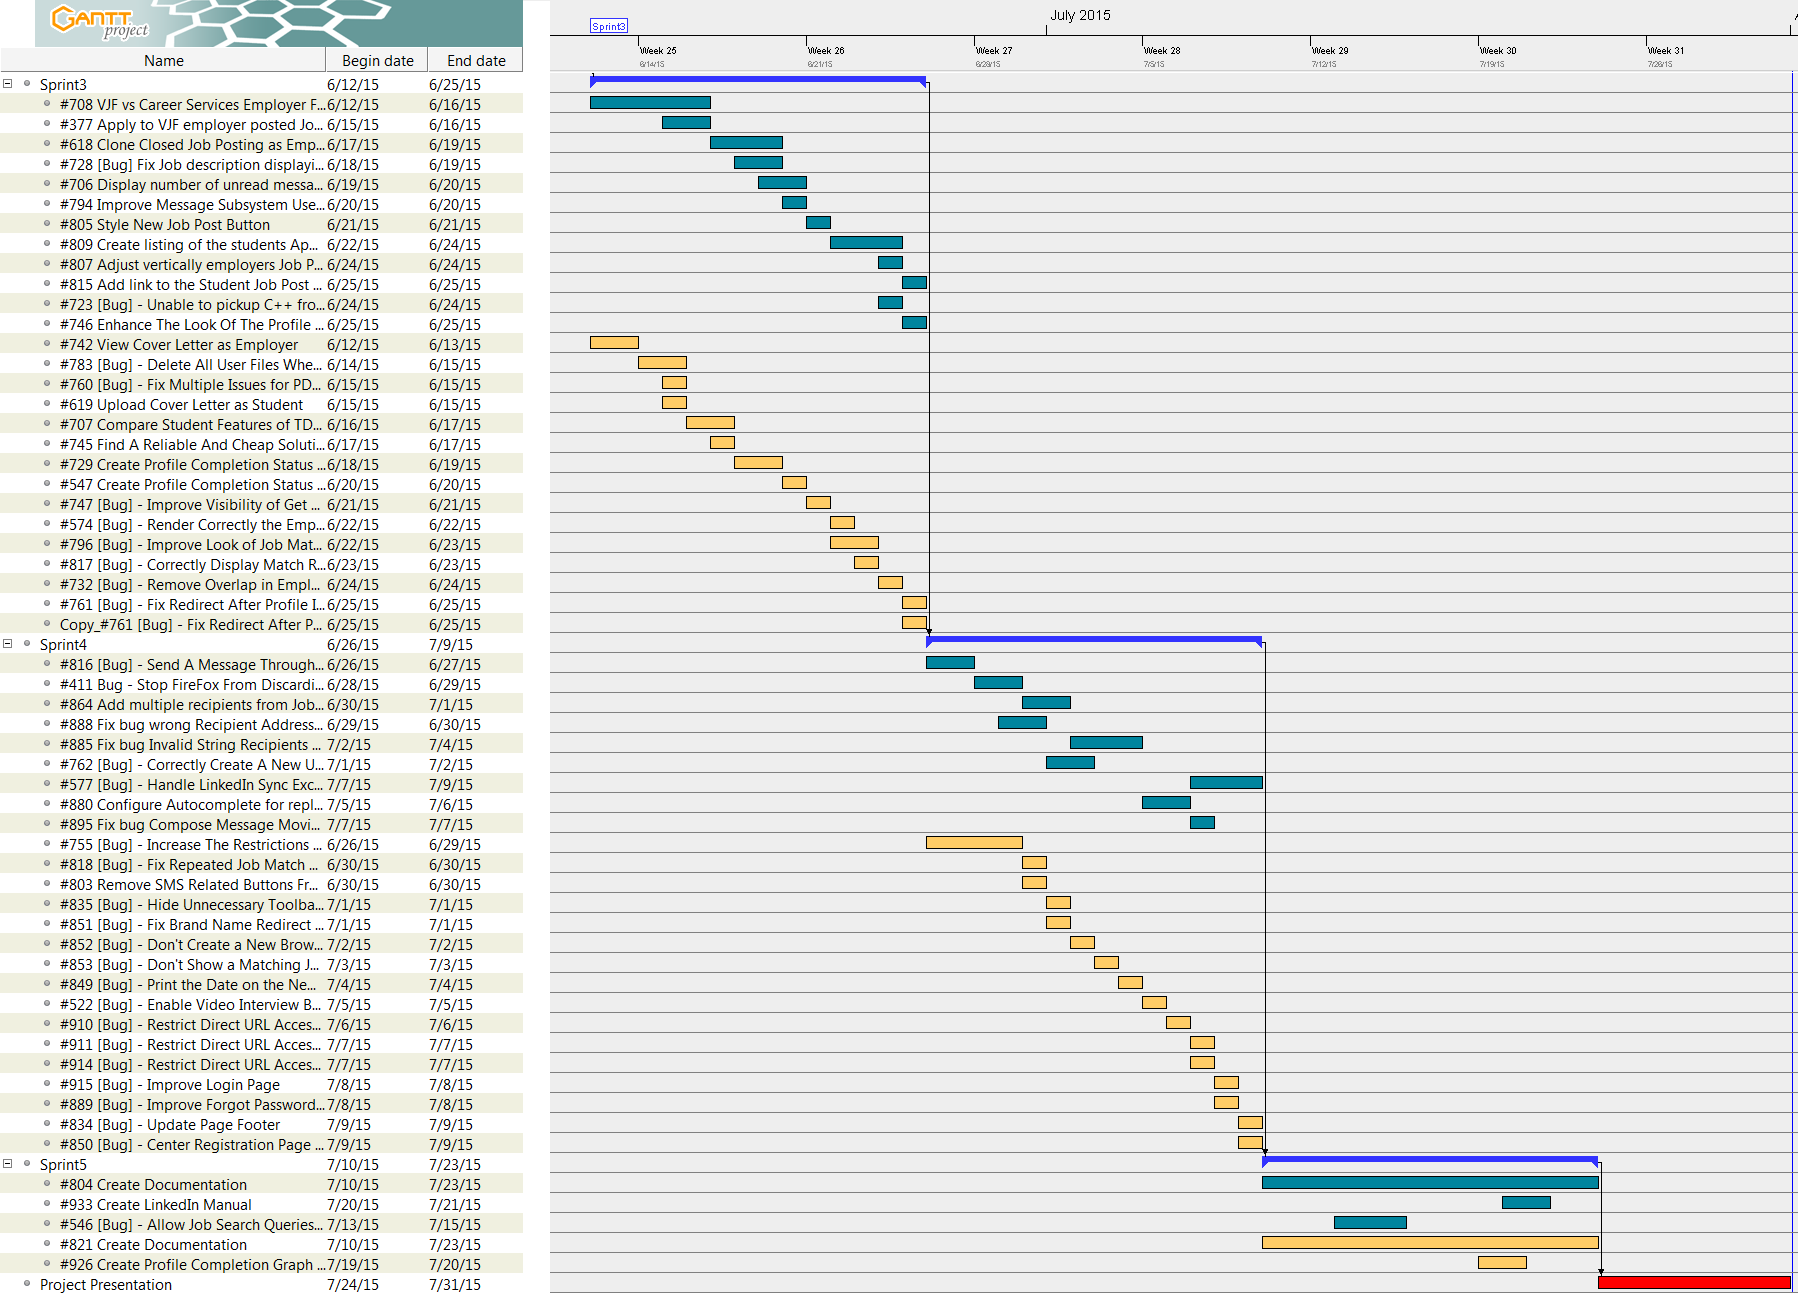 GANTT
project
July 2015
Sprint3
Week 25 Week 26 Week 27 Week 28 Week 29 Week 30 Week 31
6/14/15 6/21/15 6/28/15 7/5/15 7/12/15 7/19/15 7/26/15
Name Begin date End date
Sprint3 6/12/15 6/25/15
#708 VJF vs Career Services Employer F... 6/12/15 6/16/15
#377 Apply to VJF employer posted Jo... 6/15/15 6/16/15
#618 Clone Closed Job Posting as Emp... 6/17/15 6/19/15
#728 [Bug] Fix Job description displayi... 6/18/15 6/19/15
#706 Display number of unread messa... 6/19/15 6/20/15
#794 Improve Message Subsystem Use... 6/20/15 6/20/15
#805 Style New Job Post Button 6/21/15 6/21/15
#809 Create listing of the students Ap... 6/22/15 6/24/15
#807 Adjust vertically employers Job P... 6/24/15 6/24/15
#815 Add link to the Student Job Post ... 6/25/15 6/25/15
#723 [Bug] - Unable to pickup C++ fro... 6/24/15 6/24/15
#746 Enhance The Look Of The Profile ... 6/25/15 6/25/15
#742 View Cover Letter as Employer 6/12/15 6/13/15
#783 [Bug] - Delete All User Files Whe... 6/14/15 6/15/15
#760 [Bug] - Fix Multiple Issues for PD... 6/15/15 6/15/15
#619 Upload Cover Letter as Student 6/15/15 6/15/15
#707 Compare Student Features of TD... 6/16/15 6/17/15
#745 Find A Reliable And Cheap Soluti... 6/17/15 6/17/15
#729 Create Profile Completion Status ... 6/18/15 6/19/15
#547 Create Profile Completion Status ... 6/20/15 6/20/15
#747 [Bug] - Improve Visibility of Get ... 6/21/15 6/21/15
#574 [Bug] - Render Correctly the Emp... 6/22/15 6/22/15
#796 [Bug] - Improve Look of Job Mat... 6/22/15 6/23/15
#817 [Bug] - Correctly Display Match R... 6/23/15 6/23/15
#732 [Bug] - Remove Overlap in Empl... 6/24/15 6/24/15
#761 [Bug] - Fix Redirect After Profile I... 6/25/15 6/25/15
Copy_#761 [Bug] - Fix Redirect After P... 6/25/15 6/25/15
Sprint4 6/26/15 7/9/15
#816 [Bug] - Send A Message Through... 6/26/15 6/27/15
#411 Bug - Stop FireFox From Discardi... 6/28/15 6/29/15
#864 Add multiple recipients from Job... 6/30/15 7/1/15
#888 Fix bug wrong Recipient Address... 6/29/15 6/30/15
#885 Fix bug Invalid String Recipients ... 7/2/15 7/4/15
#762 [Bug] - Correctly Create A New U... 7/1/15 7/2/15
#577 [Bug] - Handle LinkedIn Sync Exc... 7/7/15 7/9/15
#880 Configure Autocomplete for repl... 7/5/15 7/6/15
#895 Fix bug Compose Message Movi... 7/7/15 7/7/15
#755 [Bug] - Increase The Restrictions ... 6/26/15 6/29/15
#818 [Bug] - Fix Repeated Job Match ... 6/30/15 6/30/15
#803 Remove SMS Related Buttons Fr... 6/30/15 6/30/15
#835 [Bug] - Hide Unnecessary Toolba... 7/1/15 7/1/15
#851 [Bug] - Fix Brand Name Redirect ... 7/1/15 7/1/15
#852 [Bug] - Don't Create a New Brow... 7/2/15 7/2/15
#853 [Bug] - Don't Show a Matching J... 7/3/15 7/3/15
#849 [Bug] - Print the Date on the Ne... 7/4/15 7/4/15
#522 [Bug] - Enable Video Interview B... 7/5/15 7/5/15
#910 [Bug] - Restrict Direct URL Acces... 7/6/15 7/6/15
#911 [Bug] - Restrict Direct URL Acces... 7/7/15 7/7/15
#914 [Bug] - Restrict Direct URL Acces... 7/7/15 7/7/15
#915 [Bug] - Improve Login Page 7/8/15 7/8/15
#889 [Bug] - Improve Forgot Password... 7/8/15 7/8/15
#834 [Bug] - Update Page Footer 7/9/15 7/9/15
#850 [Bug] - Center Registration Page ... 7/9/15 7/9/15
Sprint5 7/10/15 7/23/15
#804 Create Documentation 7/10/15 7/23/15
#933 Create LinkedIn Manual 7/20/15 7/21/15
#546 [Bug] - Allow Job Search Queries... 7/13/15 7/15/15
#821 Create Documentation 7/10/15 7/23/15
#926 Create Profile Completion Graph ... 7/19/15 7/20/15
Project Presentation 7/24/15 7/31/15